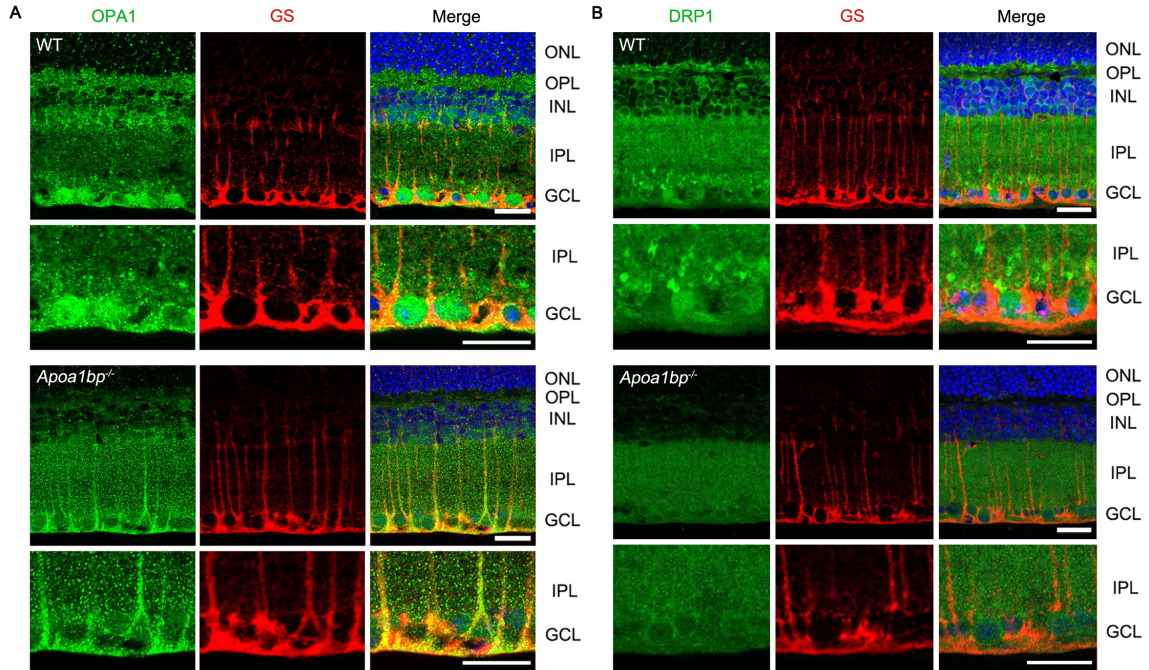 A OPA1 GS Merge
WT
ONL
OPL
INL
IPL
GCL
IPL
GCL
Apoa1bp-/-
ONL
OPL
INL
IPL
GCL
IPL
GCL
B DRP1 GS Merge
WT
ONL
OPL
INL
IPL
GCL
IPL
GCL
Apoa1bp-/-
ONL
OPL
INL
IPL
GCL
IPL
GCL